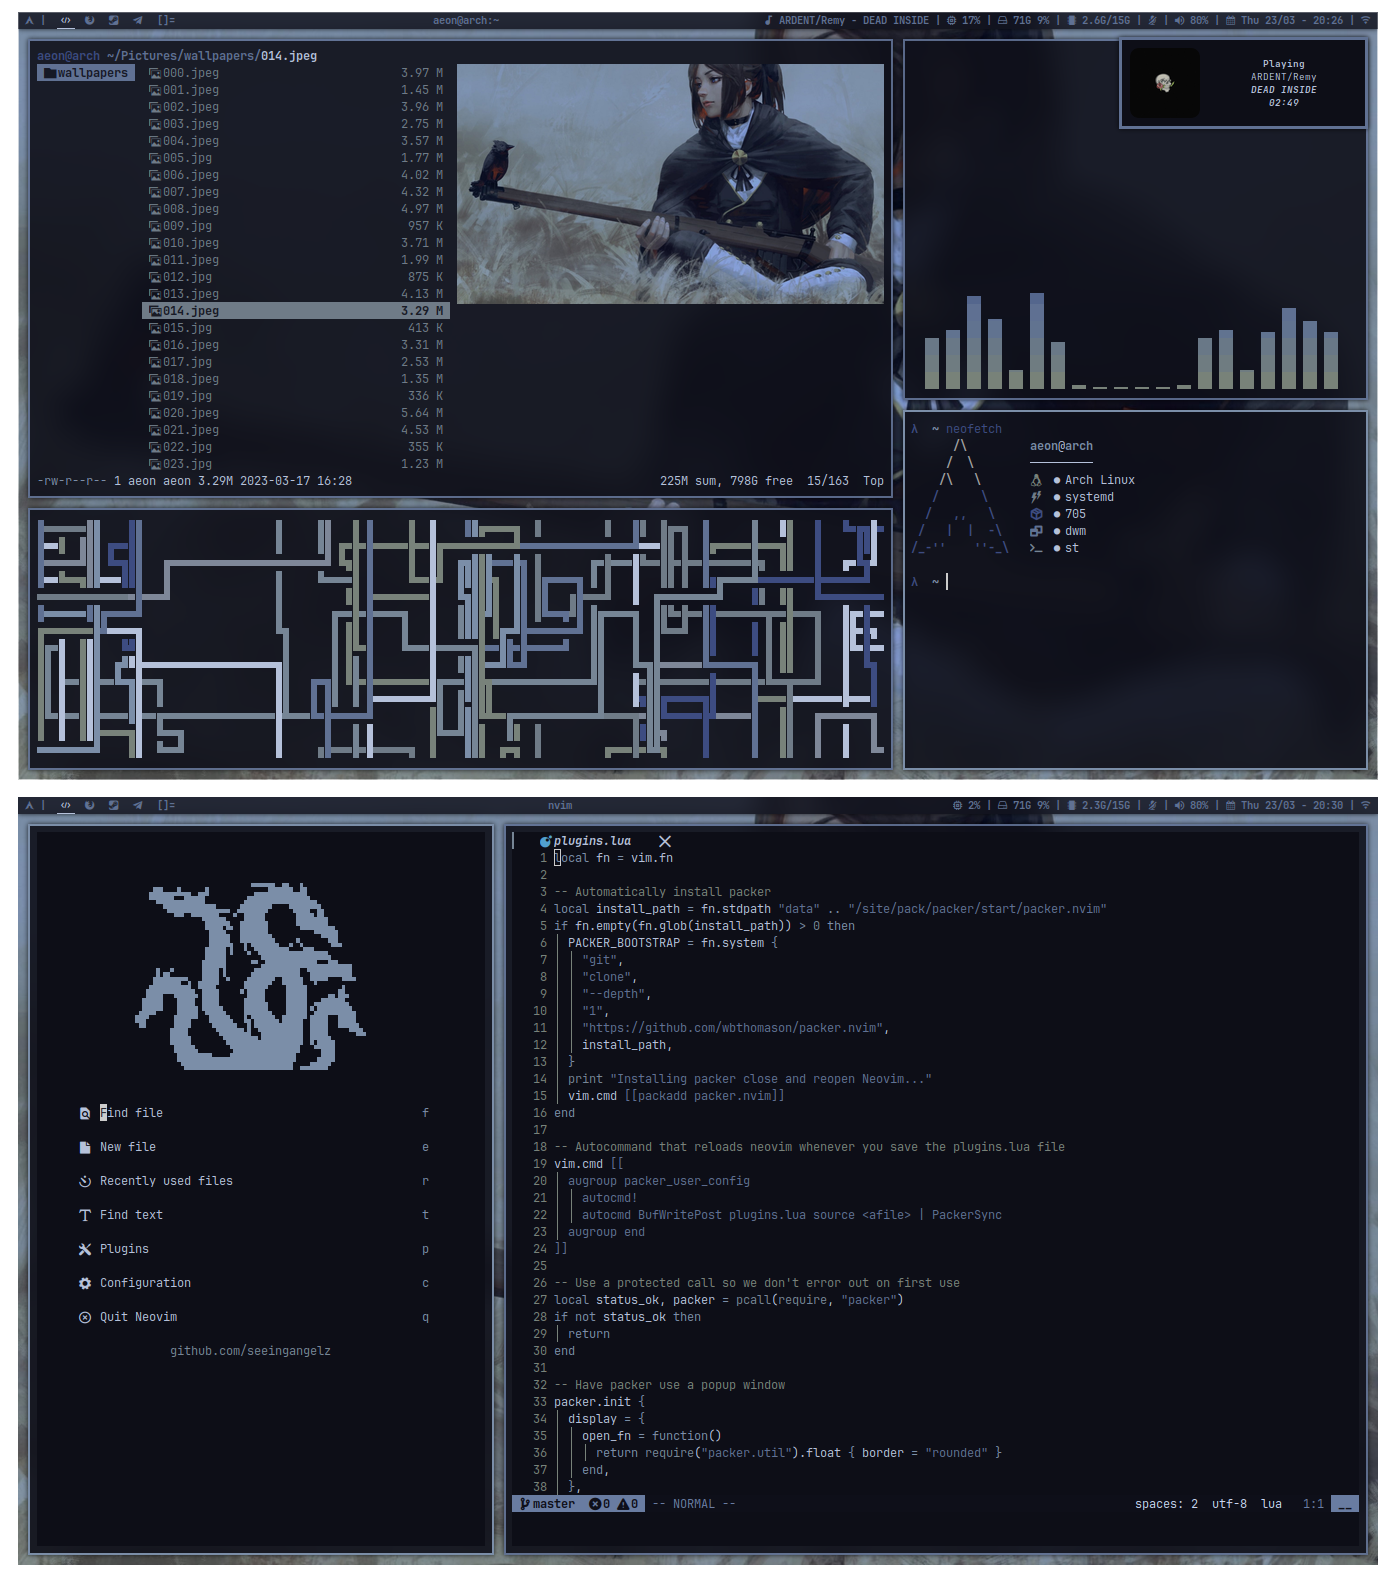 aeon@arch:~
ARDENT/Remy - DEAD INSIDE | 17% | 71G 9% | 2.6G/15G | | 80% | Thu 23/03 - 20:26 |
aeon@arch ~/Pictures/wallpapers/014.jpeg
wallpapers
000.jpeg 3.97 M
001.jpeg 1.45 M
002.jpeg 3.96 M
003.jpeg 2.75 M
004.jpeg 3.57 M
005.jpg 1.77 M
006.jpeg 4.02 M
007.jpeg 4.32 M
008.jpeg 4.97 M
009.jpg 957 K
010.jpeg 3.71 M
011.jpeg 1.99 M
012.jpg 875 K
013.jpeg 4.13 M
014.jpeg 3.29 M
015.jpg 413 K
016.jpeg 3.31 M
017.jpg 2.53 M
018.jpeg 1.35 M
019.jpg 336 K
020.jpeg 5.64 M
021.jpeg 4.53 M
022.jpg 355 K
023.jpg 1.23 M
-rw-r--r-- 1 aeon aeon 3.29M 2023-03-17 16:28 225M sum, 798G free 15/163 Top
Playing
ARDENT/Remy
DEAD INSIDE
02:49
λ ~ neofetch
aeon@arch
● Arch Linux
● systemd
● 705
● dwm
● st
λ ~
nvim
2% | 71G 9% | 2.3G/15G | | 80% | Thu 23/03 - 20:30 |
Find file f
New file e
Recently used files r
Find text t
Plugins p
Configuration c
Quit Neovim q
github.com/seeingangelz
plugins.lua
1 local fn = vim.fn
2
3 -- Automatically install packer
4 local install_path = fn.stdpath "data" .. "/site/pack/packer/start/packer.nvim"
5 if fn.empty(fn.glob(install_path)) > 0 then
6 PACKER_BOOTSTRAP = fn.system {
7 "git",
8 "clone",
9 "--depth",
10 "1",
11 "https://github.com/wbthomason/packer.nvim",
12 install_path,
13 }
14 print "Installing packer close and reopen Neovim..."
15 vim.cmd [[packadd packer.nvim]]
16 end
17
18 -- Autocommand that reloads neovim whenever you save the plugins.lua file
19 vim.cmd [[
20 augroup packer_user_config
21 autocmd!
22 autocmd BufWritePost plugins.lua source <afile> | PackerSync
23 augroup end
24 ]]
25
26 -- Use a protected call so we don't error out on first use
27 local status_ok, packer = pcall(require, "packer")
28 if not status_ok then
29 return
30 end
31
32 -- Have packer use a popup window
33 packer.init {
34 display = {
35 open_fn = function()
36 return require("packer.util").float { border = "rounded" }
37 end,
38 },
master 0 0 -- NORMAL -- spaces: 2 utf-8 lua 1:1 __